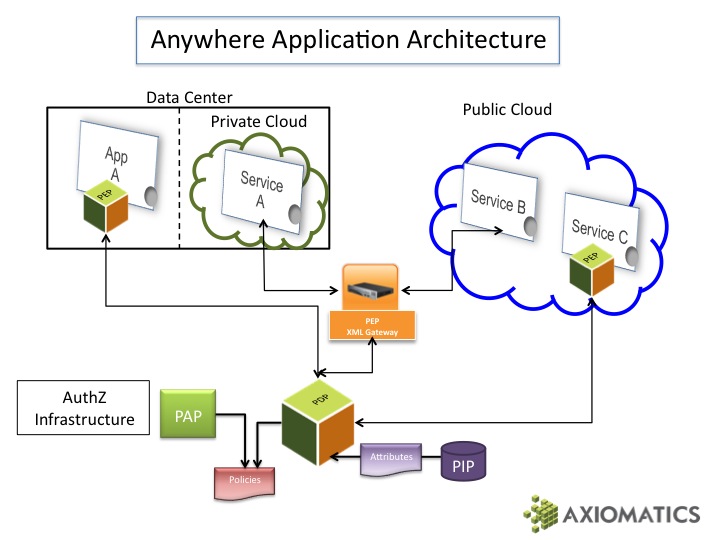 Anywhere Application Architecture
Data Center
Private Cloud
Public Cloud
App
A
PEP
Service
A
Service B
Service C
PEP
PEP
XML Gateway
AuthZ
Infrastructure
PAP
PDP
Policies
Attributes
PIP
AXIOMATICS